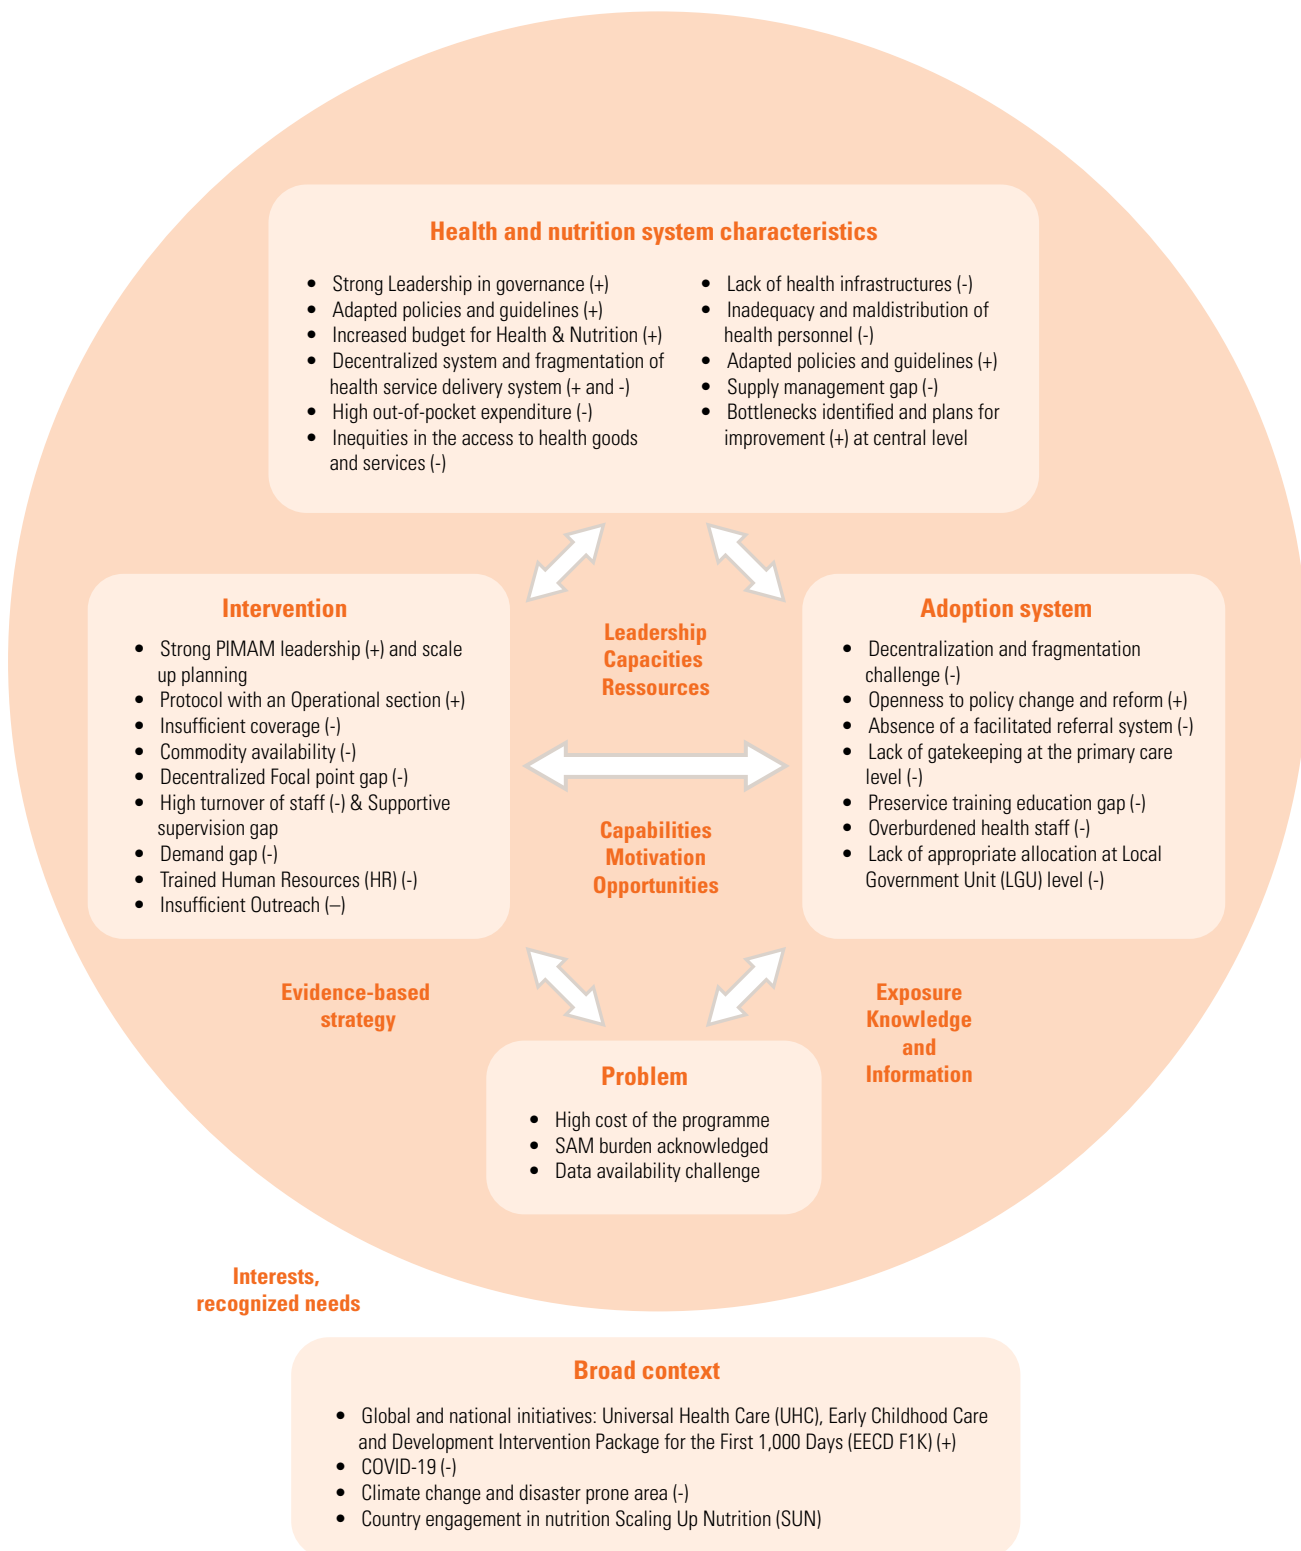 Health and nutrition system characteristics
• Strong Leadership in governance (+)
• Adapted policies and guidelines (+)
• Increased budget for Health & Nutrition (+)
• Decentralized system and fragmentation of
health service delivery system (+ and -)
• High out-of-pocket expenditure (-)
• Inequities in the access to health goods
and services (-)
• Lack of health infrastructures (-)
• Inadequacy and maldistribution of
health personnel (-)
• Adapted policies and guidelines (+)
• Supply management gap (-)
• Bottlenecks identified and plans for
improvement (+) at central level
Intervention
• Strong PIMAM leadership (+) and scale
up planning
• Protocol with an Operational section (+)
• Insufficient coverage (-)
• Commodity availability (-)
• Decentralized Focal point gap (-)
• High turnover of staff (-) & Supportive
supervision gap
• Demand gap (-)
• Trained Human Resources (HR) (-)
• Insufficient Outreach (–)
Leadership
Capacities
Ressources
Capabilities
Motivation
Opportunities
Adoption system
• Decentralization and fragmentation
challenge (-)
• Openness to policy change and reform (+)
• Absence of a facilitated referral system (-)
• Lack of gatekeeping at the primary care
level (-)
• Preservice training education gap (-)
• Overburdened health staff (-)
• Lack of appropriate allocation at Local
Government Unit (LGU) level (-)
Evidence-based
strategy
Exposure
Knowledge
and
Information
Problem
• High cost of the programme
• SAM burden acknowledged
• Data availability challenge
Interests,
recognized needs
Broad context
• Global and national initiatives: Universal Health Care (UHC), Early Childhood Care
and Development Intervention Package for the First 1,000 Days (EECD F1K) (+)
• COVID-19 (-)
• Climate change and disaster prone area (-)
• Country engagement in nutrition Scaling Up Nutrition (SUN)